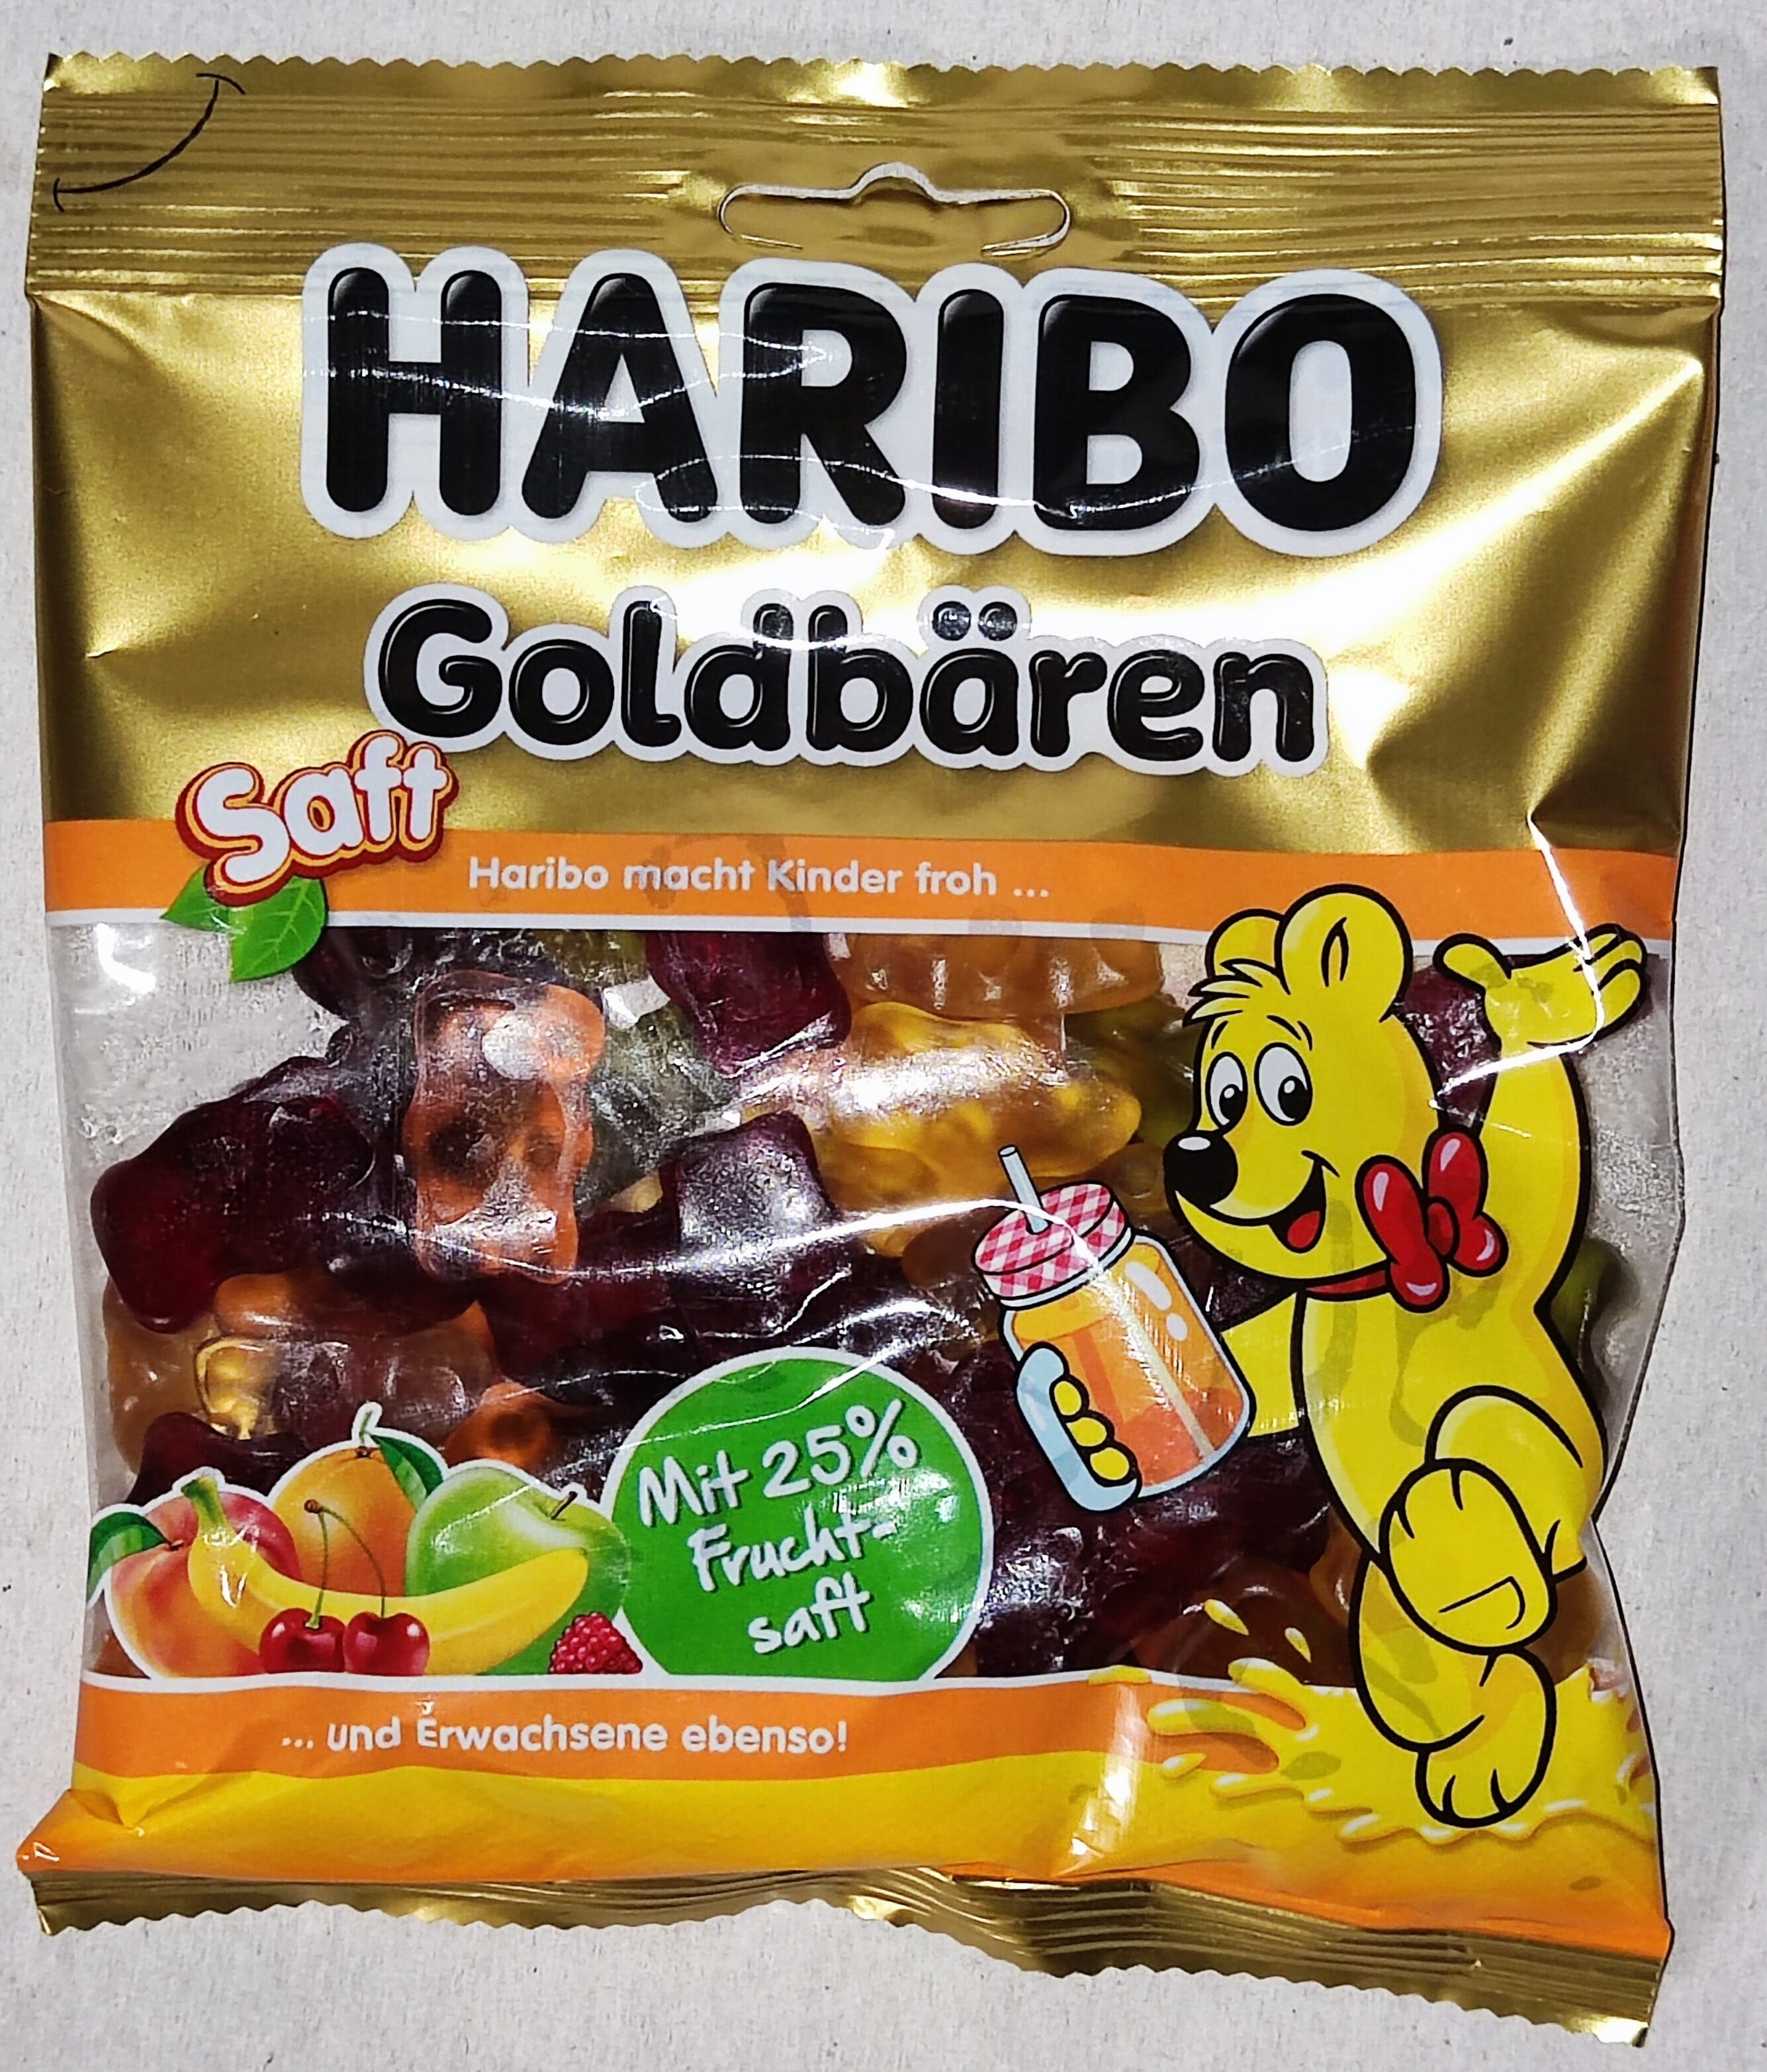 HARIBO
Goldbären
Saft
Haribo macht Kinder froh ...
Mit 25%
Frucht-
saft
... und Erwachsene ebenso!